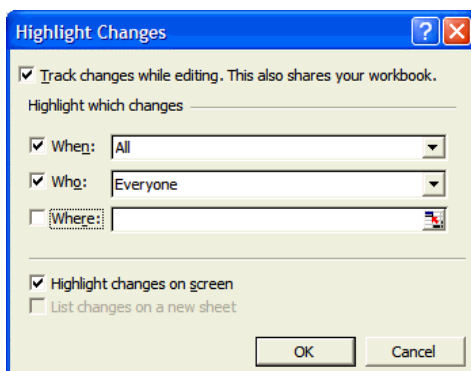 Highlight Changes
Track changes while editing. This also shares your workbook.
Highlight which changes
When: All
Who: Everyone
Where:
Highlight changes on screen
List changes on a new sheet
OK Cancel